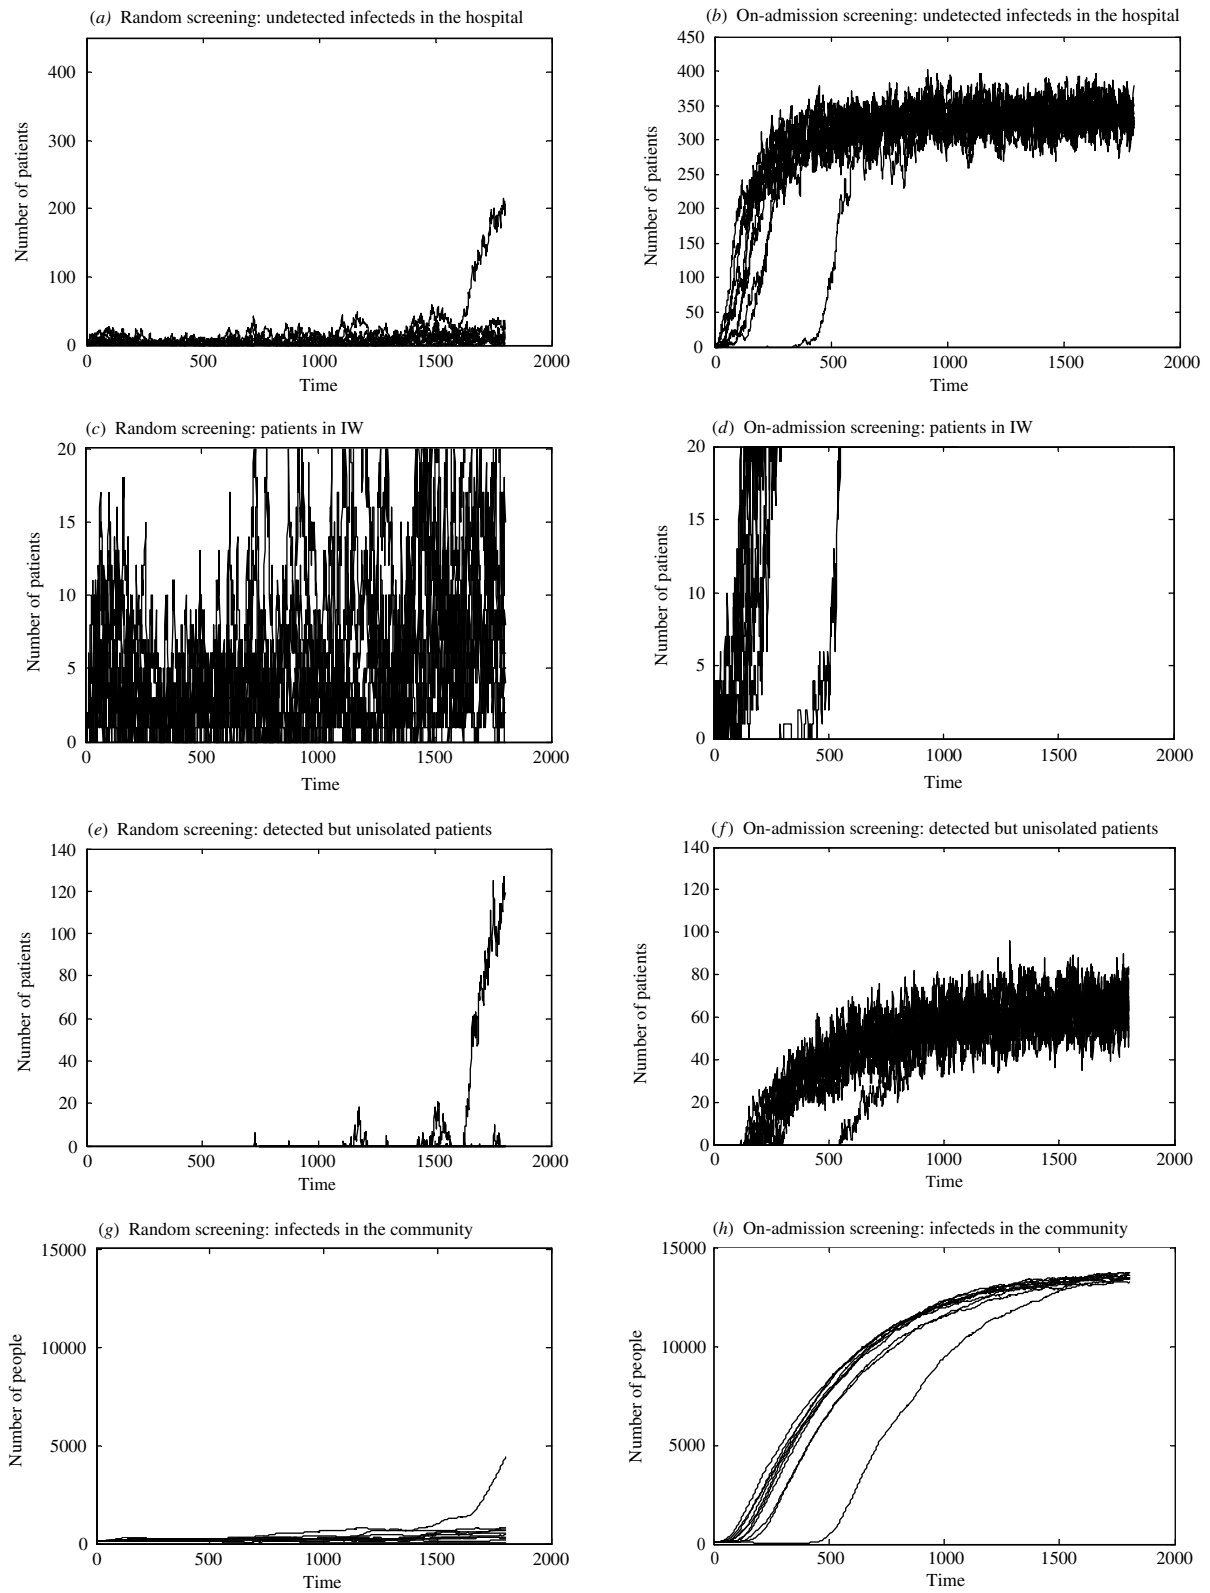 (a) Random screening: undetected infecteds in the hospital
400
300
200
100
0
Number of patients
0 500 1000 1500 2000
Time
(b) On-admission screening: undetected infecteds in the hospital
450
400
350
300
250
200
150
100
50
0
Number of patients
0 500 1000 1500 2000
Time
(c) Random screening: patients in IW
20
15
10
5
0
Number of patients
0 500 1000 1500 2000
Time
(d) On-admission screening: patients in IW
20
15
10
5
0
Number of patients
0 500 1000 1500 2000
Time
(e) Random screening: detected but unisolated patients
140
120
100
80
60
40
20
0
Number of patients
0 500 1000 1500 2000
Time
(f) On-admission screening: detected but unisolated patients
140
120
100
80
60
40
20
0
Number of patients
0 500 1000 1500 2000
Time
(g) Random screening: infecteds in the community
15000
10000
5000
0
Number of people
0 500 1000 1500 2000
Time
(h) On-admission screening: infecteds in the community
15000
10000
5000
0
Number of people
0 500 1000 1500 2000
Time